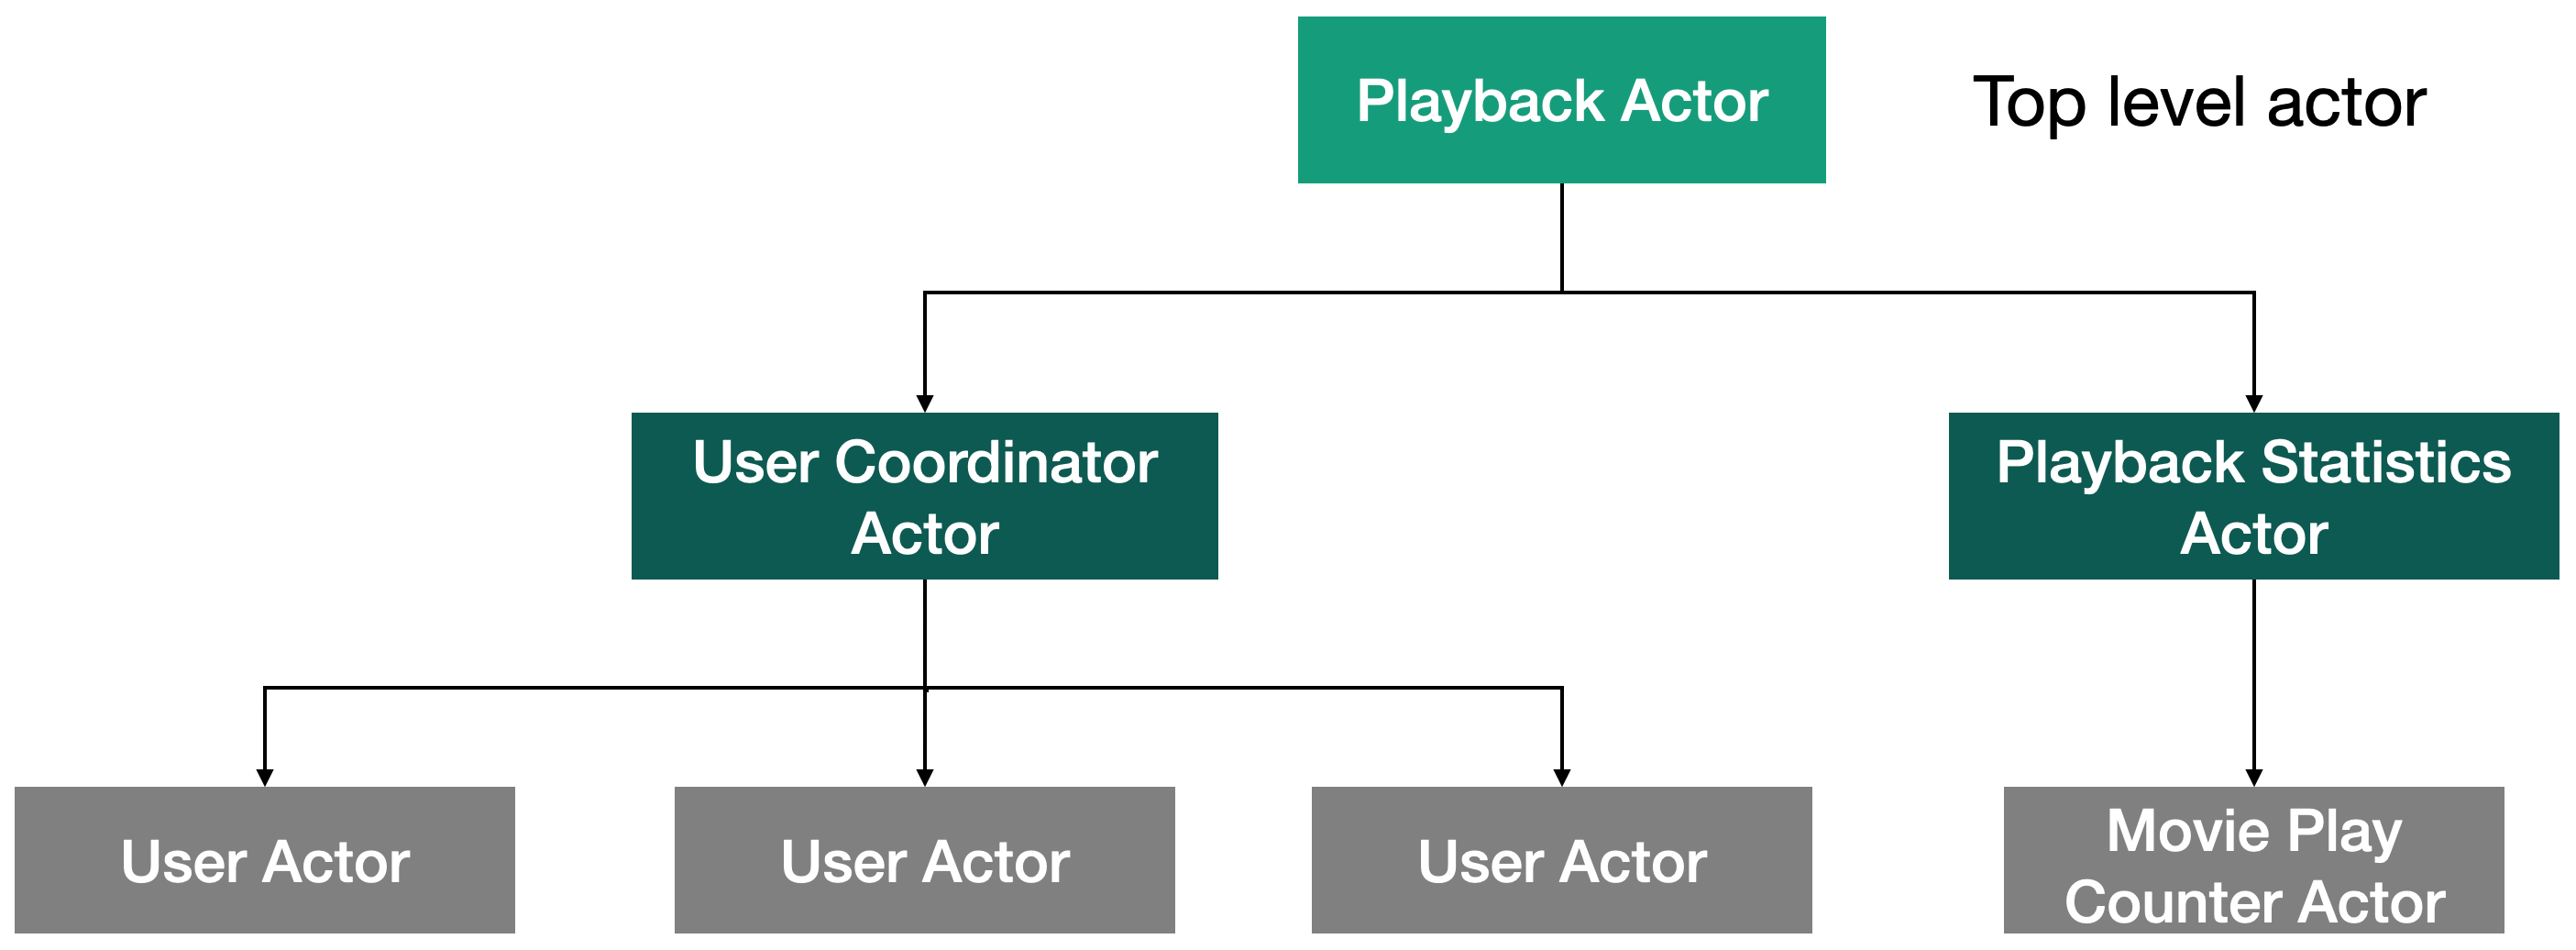 Playback Actor
Top level actor
User Coordinator
Actor
Playback Statistics
Actor
User Actor
User Actor
User Actor
Movie Play
Counter Actor